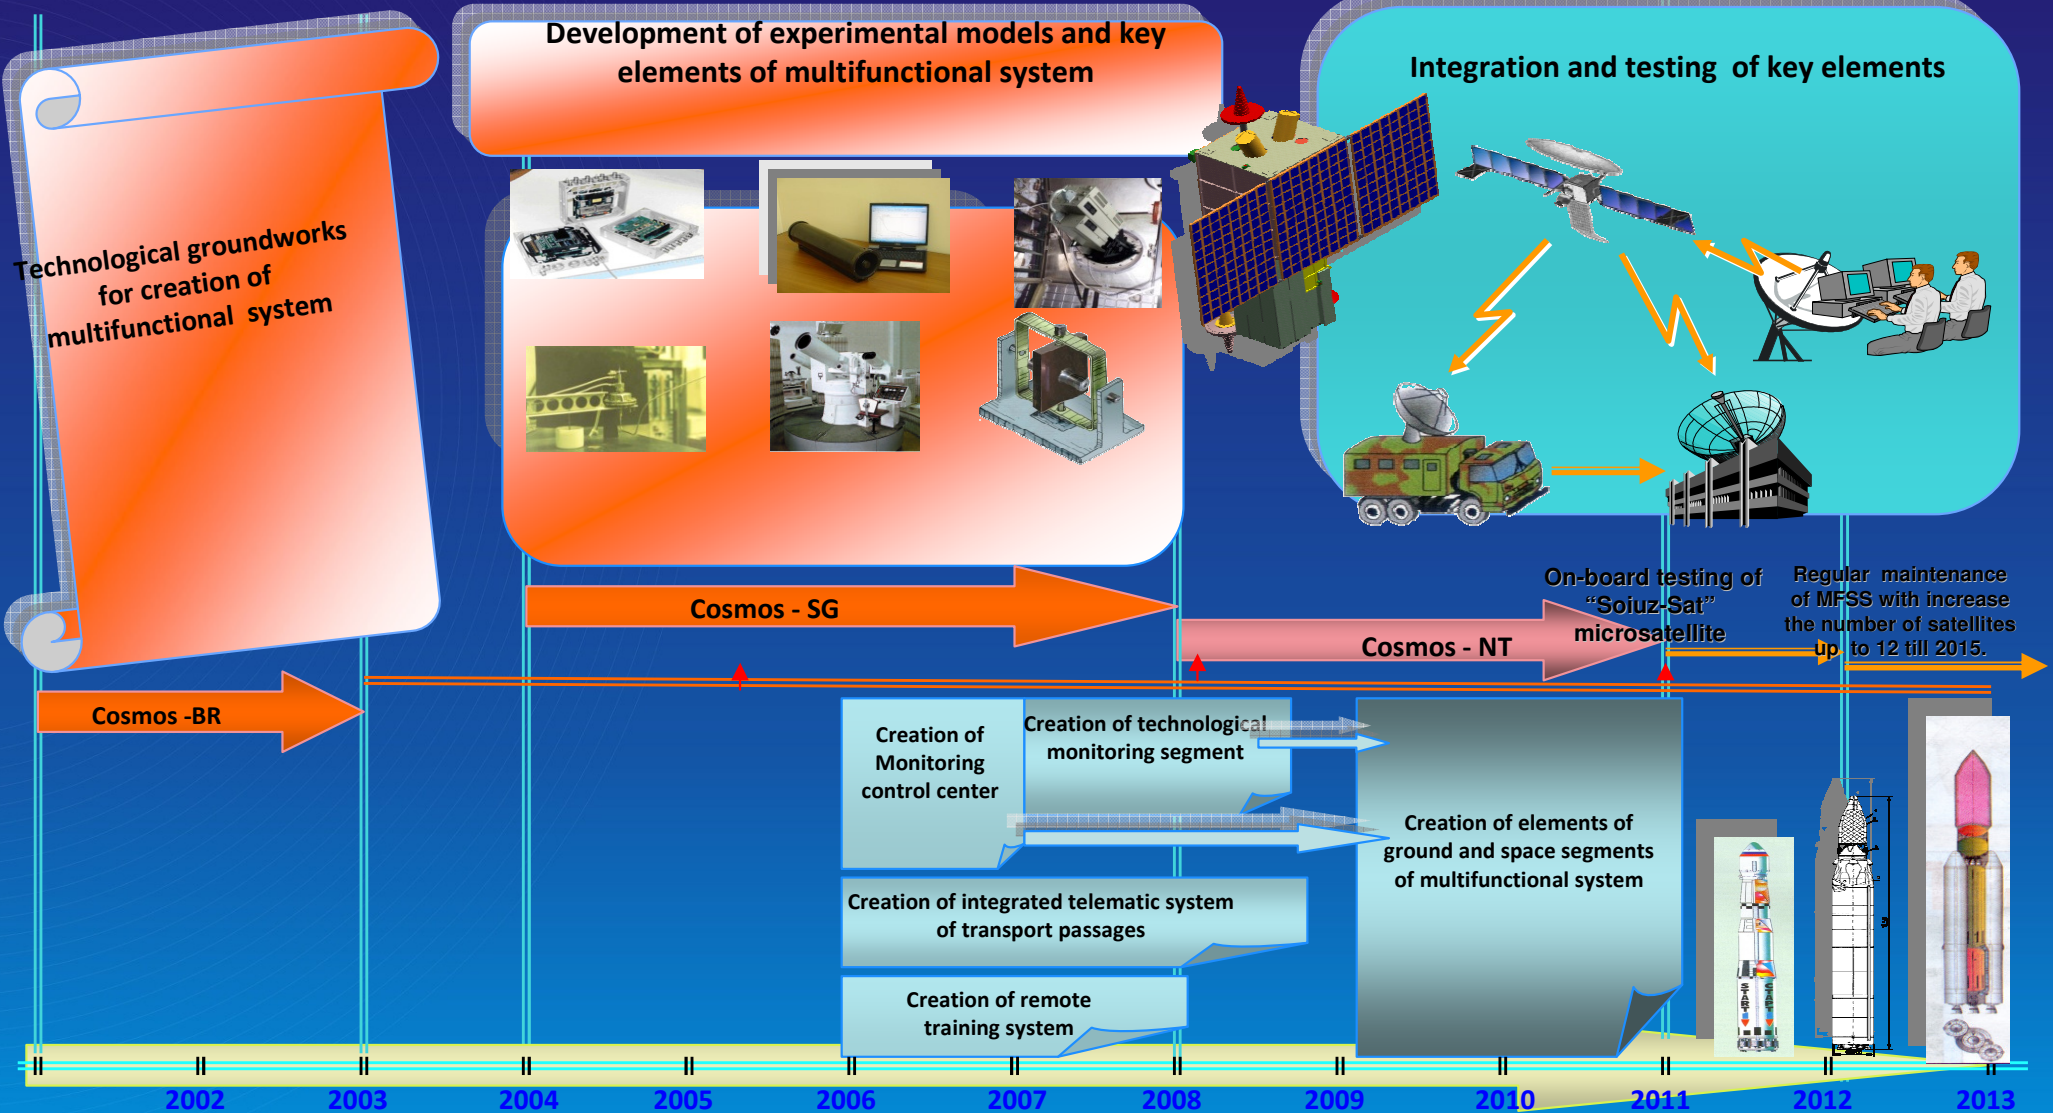 Development of experimental models and key
elements of multifunctional system
Integration and testing of key elements
Technological groundworks
for creation of
multifunctional system
Cosmos - SG
Cosmos - NT
On-board testing of
“Soiuz-Sat”
microsatellite
Regular maintenance
of MFSS with increase
the number of satellites
up to 12 till 2015.
Cosmos -BR
Creation of
Monitoring
control center
Creation of technological
monitoring segment
Creation of elements of
ground and space segments
of multifunctional system
Creation of integrated telematic system
of transport passages
Creation of remote
training system
START
СТАРТ
2002
2003
2004
2005
2006
2007
2008
2009
2010
2011
2012
2013